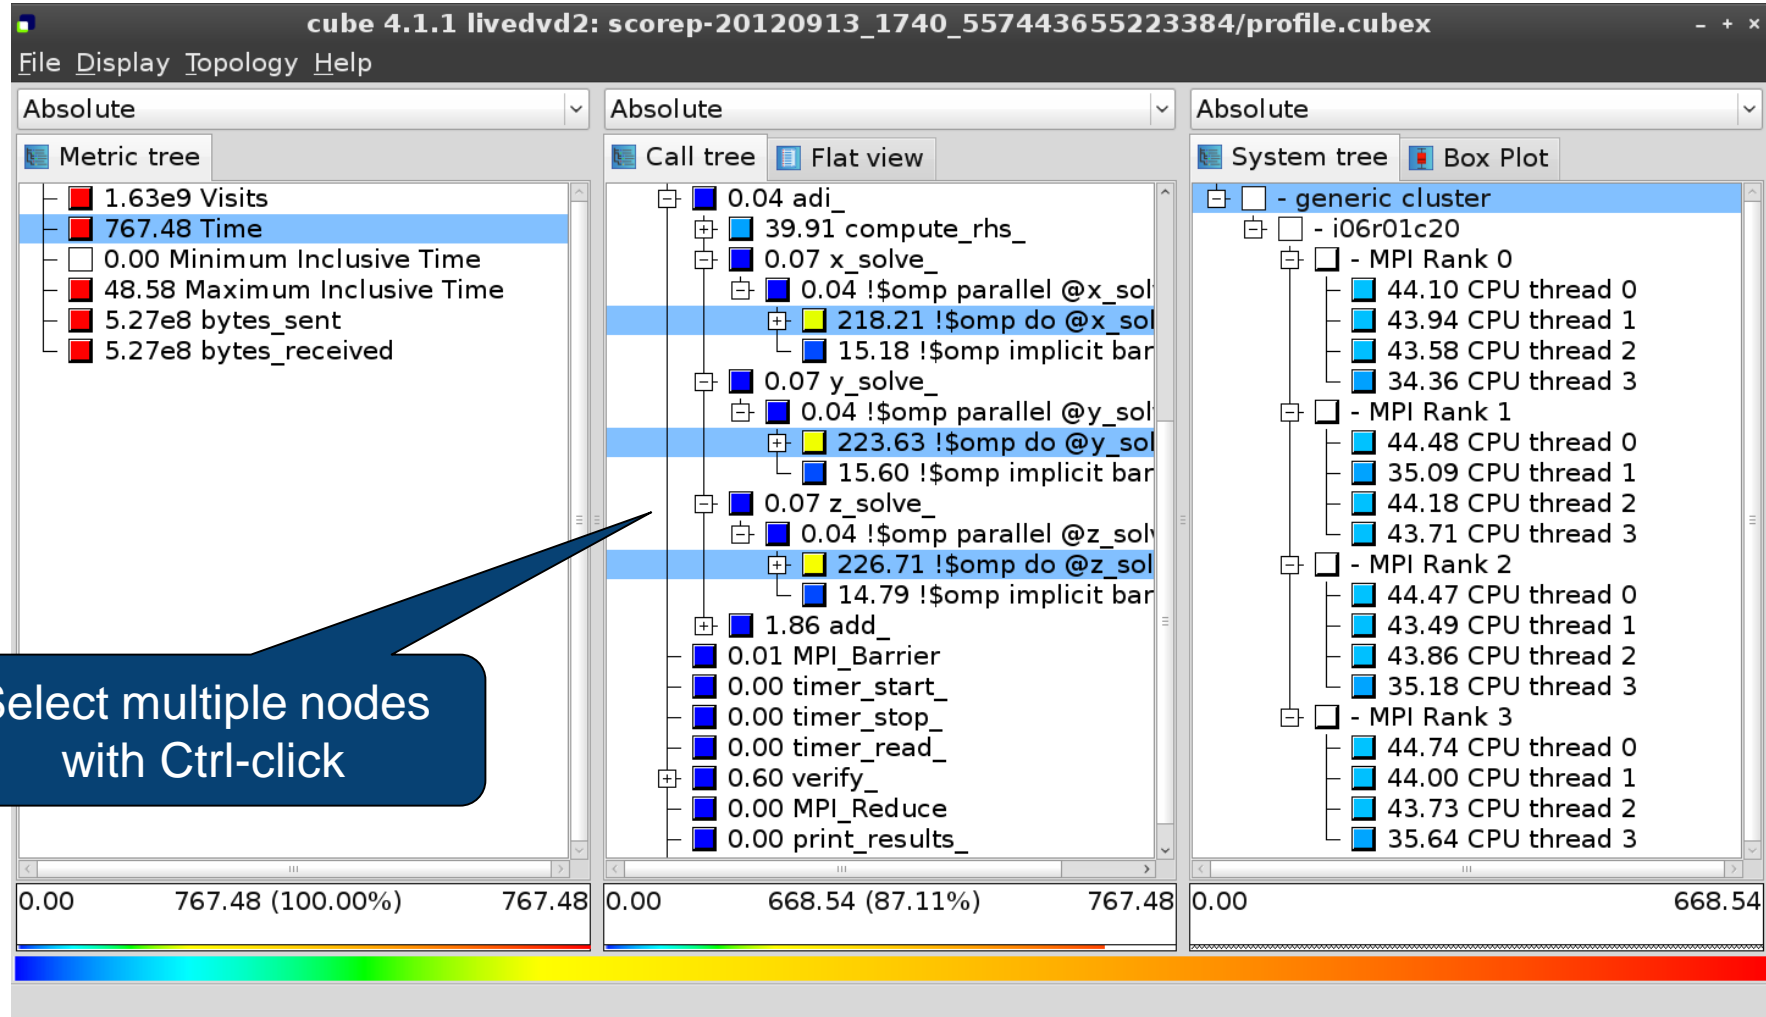 cube 4.1.1 livedvd2: scorep-20120913_1740_557443655223384/profile.cubex
File Display Topology Help
Absolute
Metric tree
1.63e9 Visits
767.48 Time
0.00 Minimum Inclusive Time
48.58 Maximum Inclusive Time
5.27e8 bytes_sent
5.27e8 bytes_received
0.00 767.48 (100.00%) 767.48
Absolute
Call tree Flat view
0.04 adi_
39.91 compute_rhs_
0.07 x_solve_
0.04 !$omp parallel @x_sol
218.21 !$omp do @x_sol
15.18 !$omp implicit bar
0.07 y_solve_
0.04 !$omp parallel @y_sol
223.63 !$omp do @y_sol
15.60 !$omp implicit bar
0.07 z_solve_
0.04 !$omp parallel @z_solv
226.71 !$omp do @z_sol
14.79 !$omp implicit bar
1.86 add_
0.01 MPI_Barrier
0.00 timer_start_
0.00 timer_stop_
0.00 timer_read_
0.60 verify_
0.00 MPI_Reduce
0.00 print_results_
0.00 668.54 (87.11%) 767.48
Absolute
System tree Box Plot
- generic cluster
- i06r01c20
- MPI Rank 0
44.10 CPU thread 0
43.94 CPU thread 1
43.58 CPU thread 2
34.36 CPU thread 3
- MPI Rank 1
44.48 CPU thread 0
35.09 CPU thread 1
44.18 CPU thread 2
43.71 CPU thread 3
- MPI Rank 2
44.47 CPU thread 0
43.49 CPU thread 1
43.86 CPU thread 2
35.18 CPU thread 3
- MPI Rank 3
44.74 CPU thread 0
44.00 CPU thread 1
43.73 CPU thread 2
35.64 CPU thread 3
0.00 668.54
Select multiple nodes
with Ctrl-click